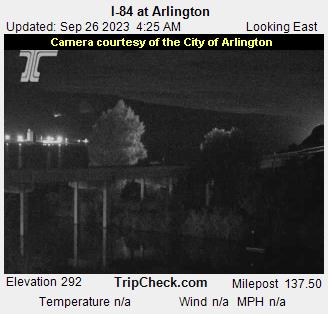 I-84 at Arlington
Updated: Sep 26 2023 4:25 AM Looking East
Camera courtesy of the City of Arlington
Elevation 292 TripCheck.com Milepost 137.50
Temperature n/a Wind n/a MPH n/a